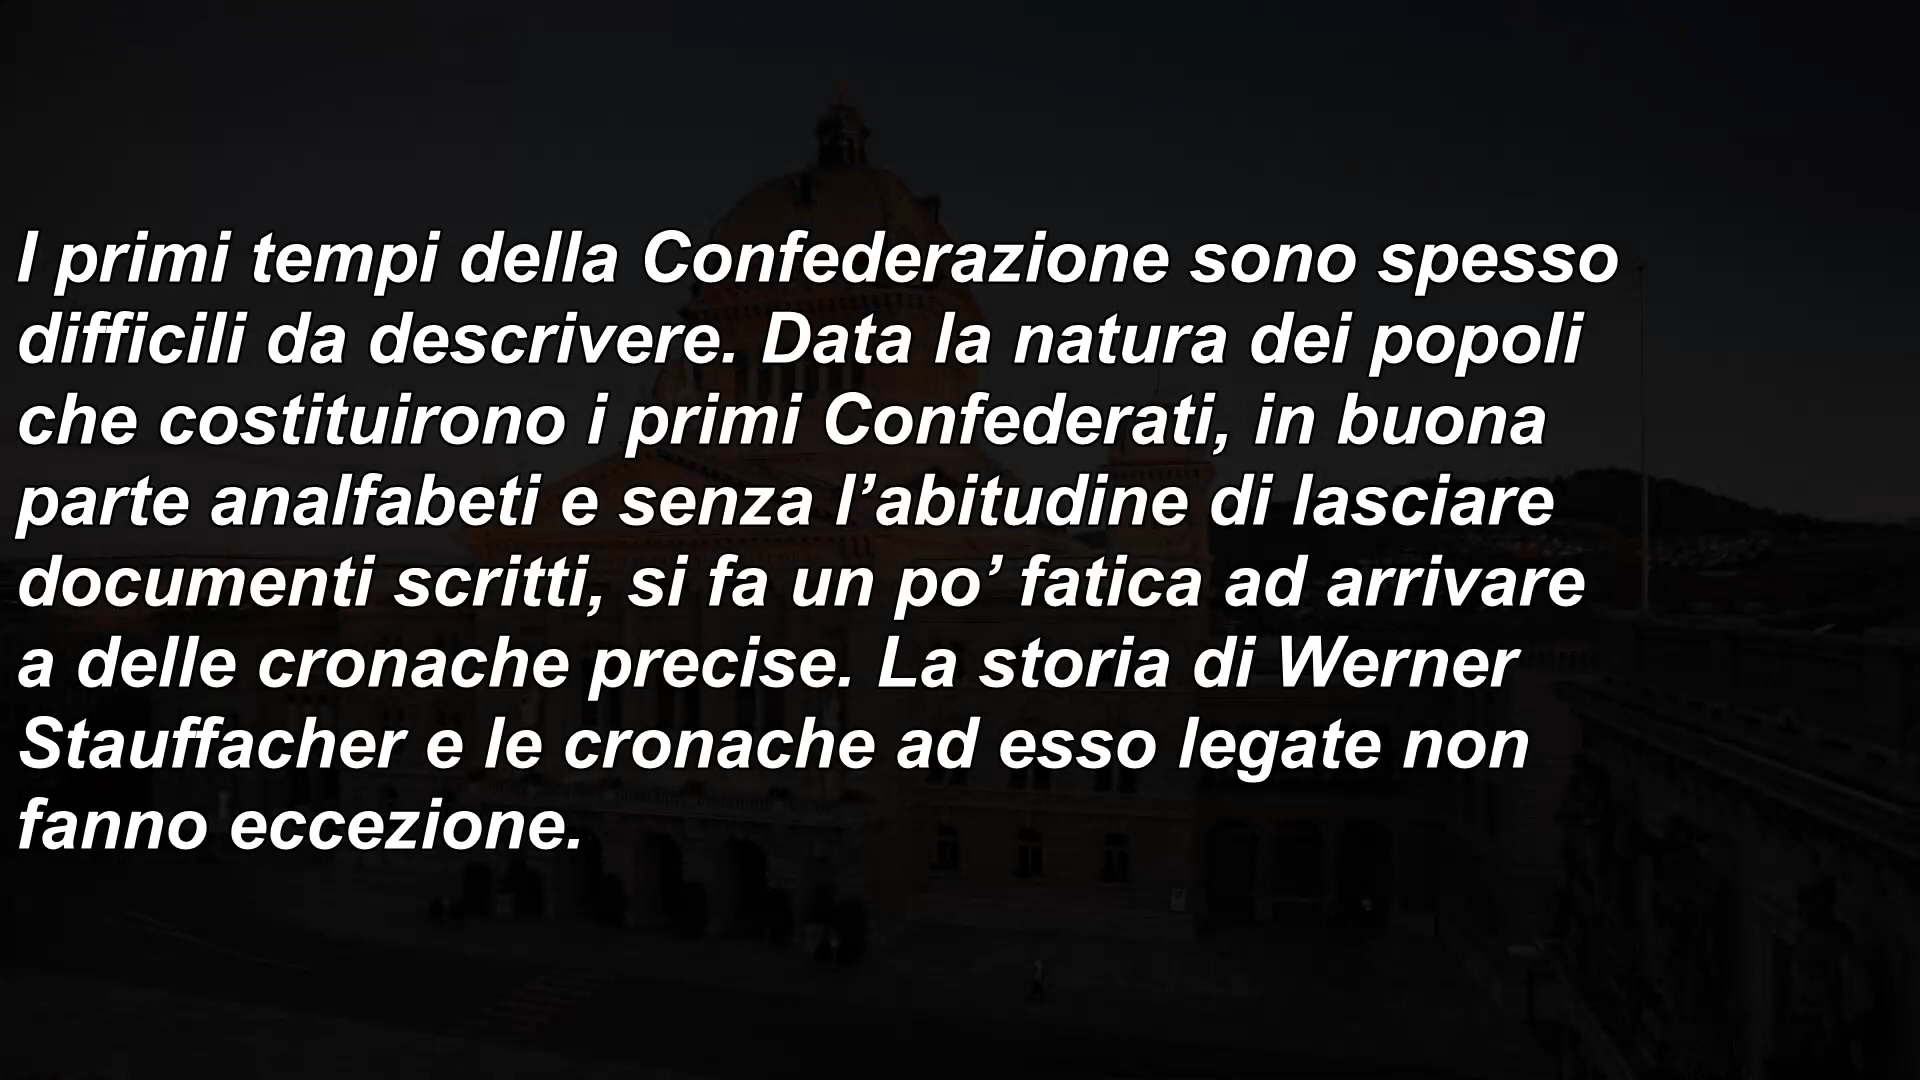 I primi tempi della Confederazione sono spesso
difficili da descrivere. Data la natura dei popoli
che costituirono i primi Confederati, in buona
parte analfabeti e senza l’abitudine di lasciare
documenti scritti, si fa un po’ fatica ad arrivare
a delle cronache precise. La storia di Werner
Stauffacher e le cronache ad esso legate non
fanno eccezione.